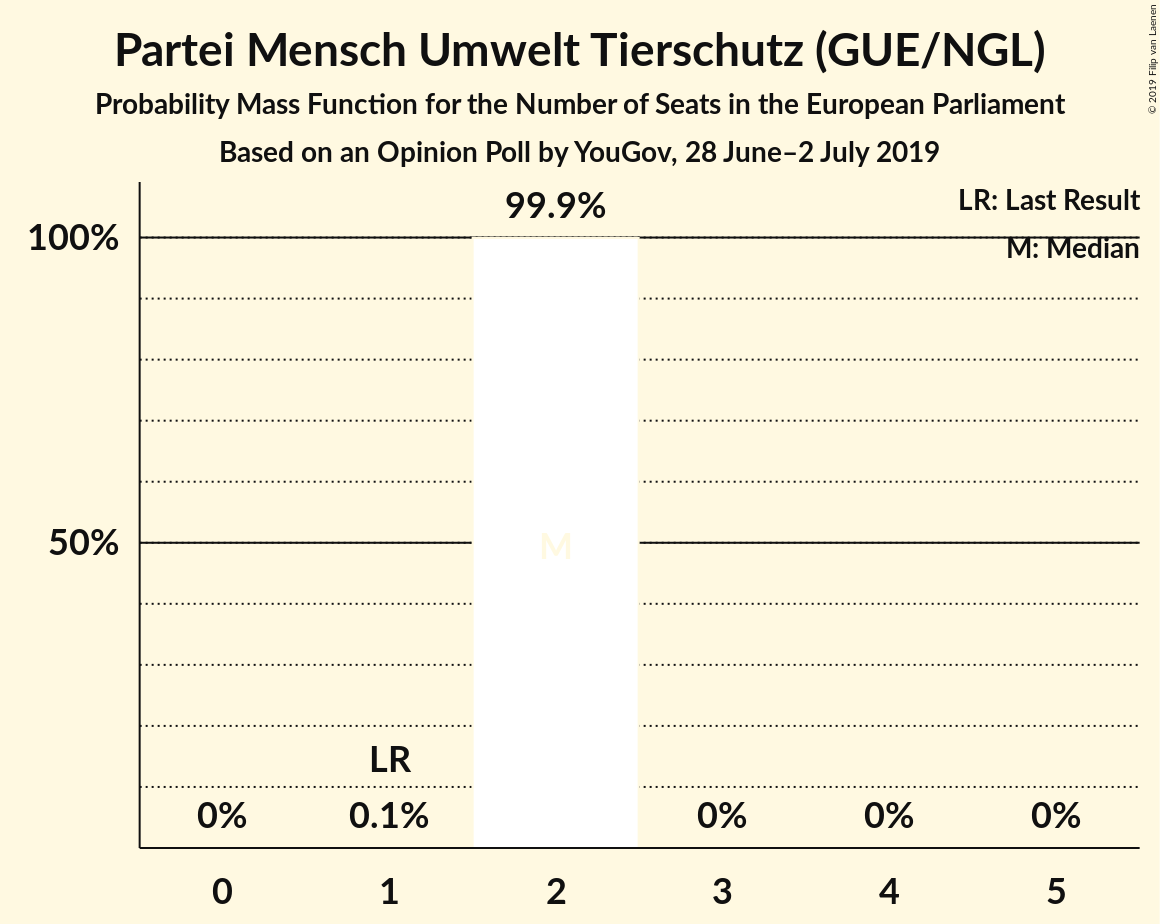 Partei Mensch Umwelt Tierschutz (GUE/NGL)
Probability Mass Function for the Number of Seats in the European Parliament
Based on an Opinion Poll by YouGov, 28 June–2 July 2019
© 2019 Filip van Laenen
LR: Last Result
M: Median
99.9%
100%
50%
M
LR
0%
0.1%
0%
0%
0%
0
1
2
3
4
5